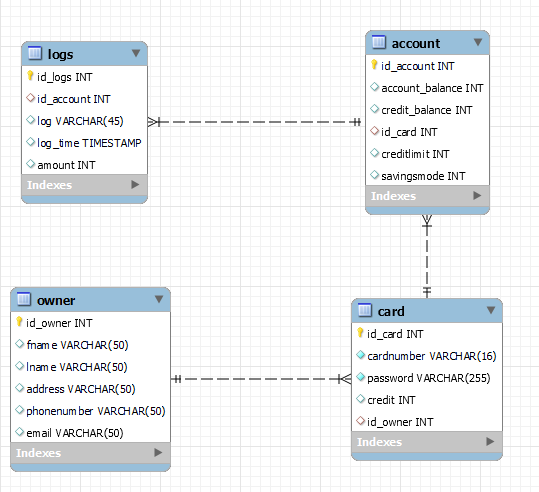 logs
id_logs INT
id_account INT
log VARCHAR(45)
log_time TIMESTAMP
amount INT
Indexes
account
id_account INT
account_balance INT
credit_balance INT
id_card INT
creditlimit INT
savingsmode INT
Indexes
owner
id_owner INT
fname VARCHAR(50)
lname VARCHAR(50)
address VARCHAR(50)
phonenumber VARCHAR(50)
email VARCHAR(50)
Indexes
card
id_card INT
cardnumber VARCHAR(16)
password VARCHAR(255)
credit INT
id_owner INT
Indexes